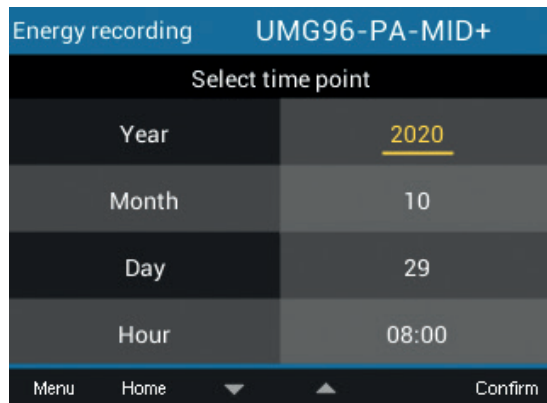 Energy recording UMG96-PA-MID+
Select time point
Year 2020
Month 10
Day 29
Hour 08:00
Menu Home Confirm